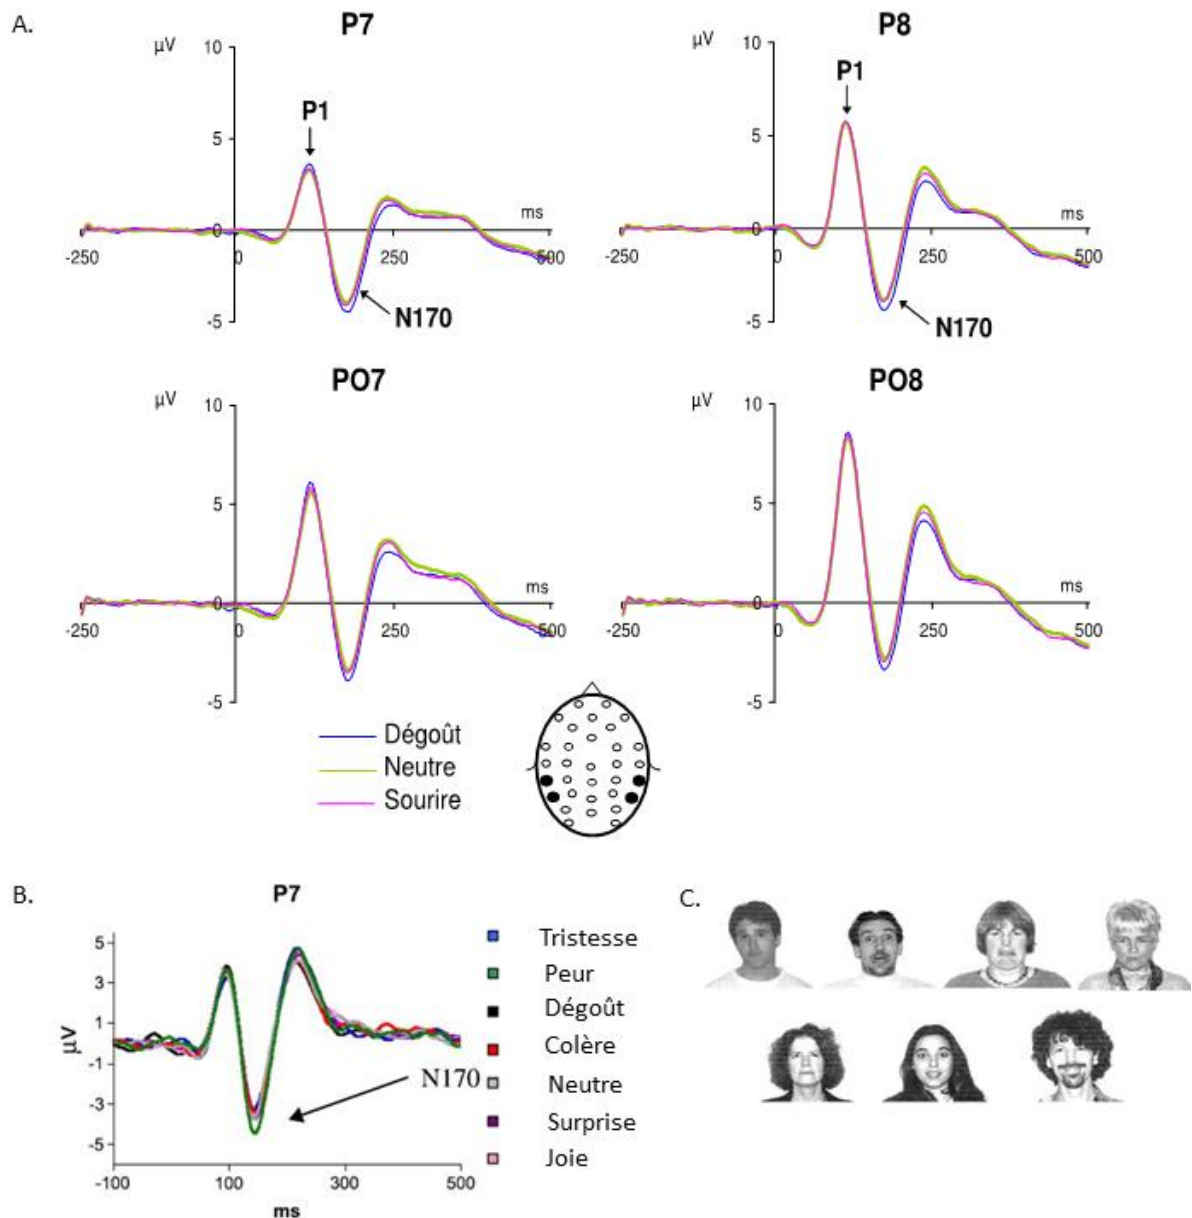 A.
P7
P8
µV
10
P1
5
ms
0
-250
0
250
500
-5
N170
µV
10
P1
5
ms
0
-250
0
250
500
-5
N170
PO7
PO8
µV
10
5
ms
0
-250
0
250
500
-5
µV
10
5
ms
0
-250
0
250
500
-5
Dégoût
Neutre
Sourire
B.
P7
µV
5
3
1
-1
-3
-5
N170
-100
100
300
500
ms
Tristesse
Peur
Dégoût
Colère
Neutre
Surprise
Joie
C.